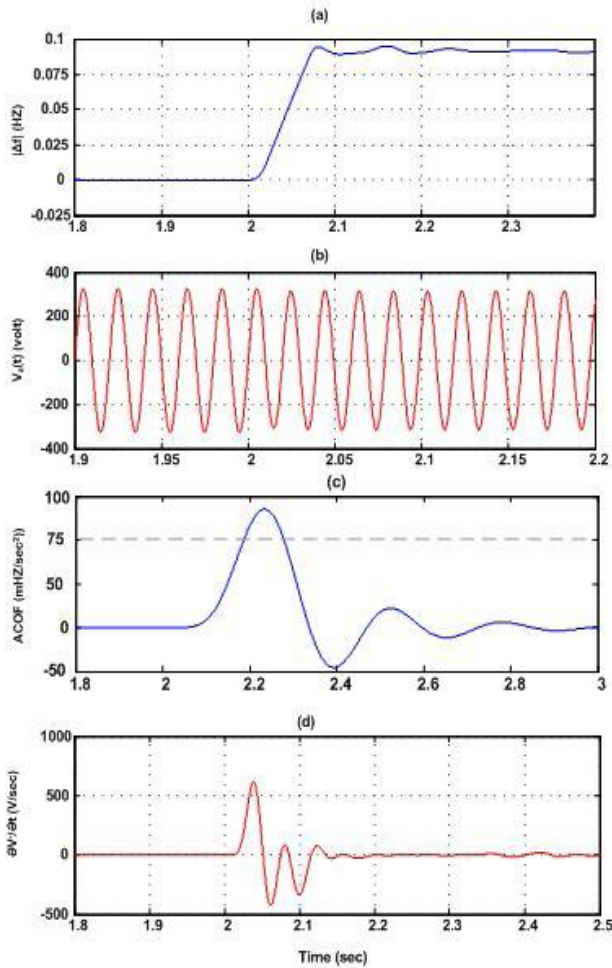 (a)
0.1
0.075
0.05
0.025
0
-0.025
|Δf| (HZ)
1.8 1.9 2 2.1 2.2 2.3
(b)
400
200
0
-200
-400
Va(t) (volt)
1.9 1.95 2 2.05 2.1 2.15 2.2
(c)
100
75
50
0
-50
ACOF (mHZ/sec²))
1.8 2 2.2 2.4 2.6 2.8 3
(d)
1000
500
0
-500
∂V/∂t (V/sec)
1.8 1.9 2 2.1 2.2 2.3 2.4 2.5
Time (sec)